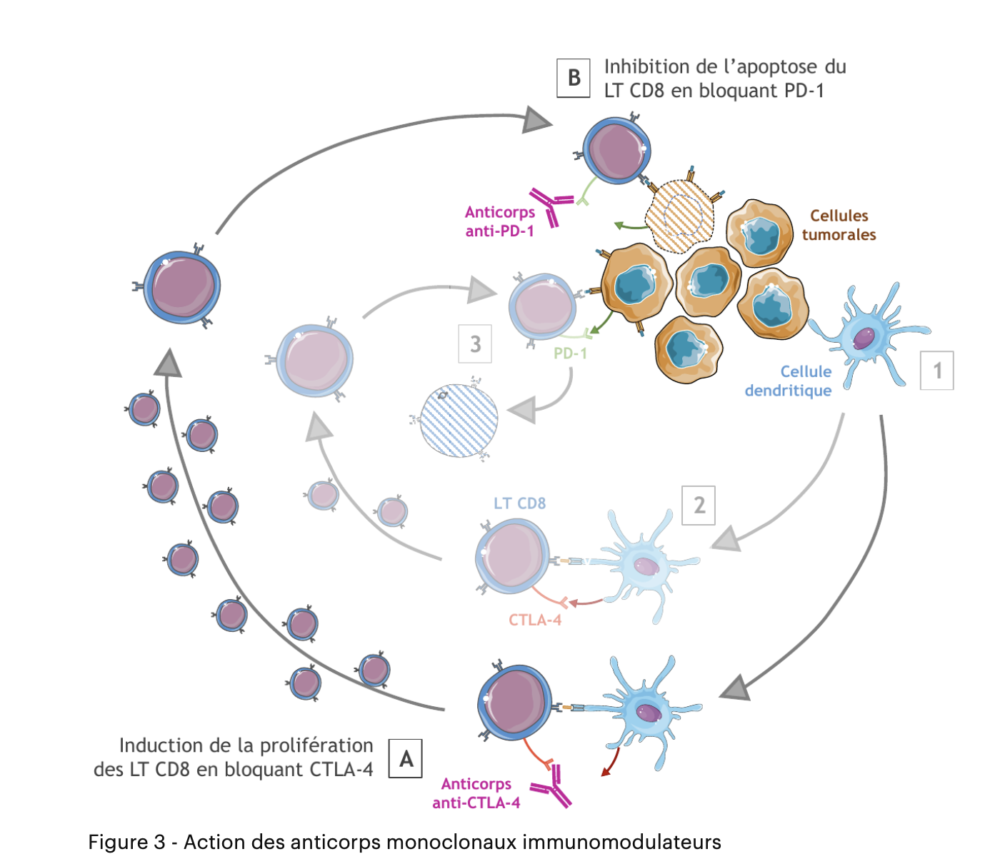 B
Inhibition de l’apoptose du
LT CD8 en bloquant PD-1
Anticorps
anti-PD-1
Cellules
tumorales
3
PD-1
Cellule
dendritique
1
LT CD8
2
CTLA-4
Induction de la prolifération
des LT CD8 en bloquant CTLA-4
A
Anticorps
anti-CTLA-4
Figure 3 - Action des anticorps monoclonaux immunomodulateurs